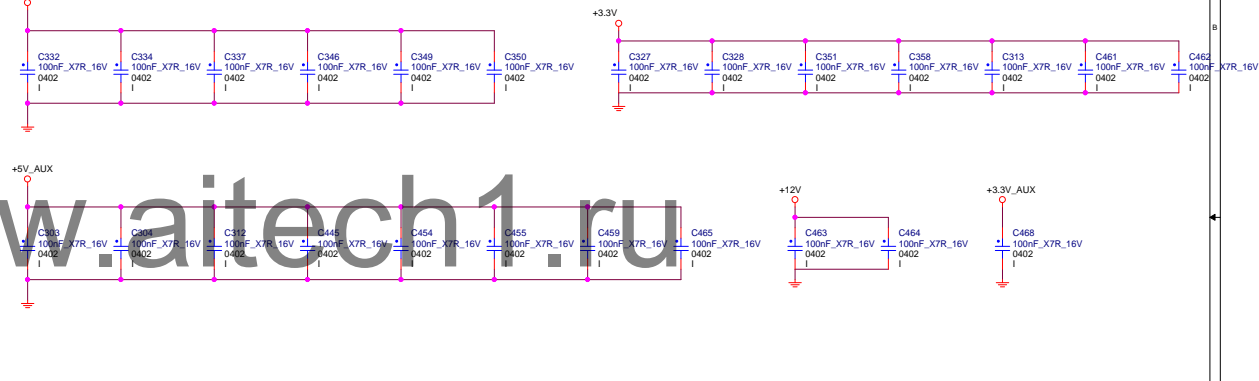 +3.3V
B
C332
100nF_X7R_16V
0402
I
C334
100nF_X7R_16V
0402
I
C337
100nF_X7R_16V
0402
I
C346
100nF_X7R_16V
0402
I
C349
100nF_X7R_16V
0402
I
C350
100nF_X7R_16V
0402
I
C327
100nF_X7R_16V
0402
I
C328
100nF_X7R_16V
0402
I
C351
100nF_X7R_16V
0402
I
C358
100nF_X7R_16V
0402
I
C313
100nF_X7R_16V
0402
I
C461
100nF_X7R_16V
0402
I
C462
100nF_X7R_16V
0402
I
+5V_AUX
+12V
+3.3V_AUX
w.aitech1.ru
C303
100nF_X7R_16V
0402
I
C304
100nF_X7R_16V
0402
I
C312
100nF_X7R_16V
0402
I
C445
100nF_X7R_16V
0402
I
C454
100nF_X7R_16V
0402
I
C455
100nF_X7R_16V
0402
I
C459
100nF_X7R_16V
0402
I
C465
100nF_X7R_16V
0402
I
C463
100nF_X7R_16V
0402
I
C464
100nF_X7R_16V
0402
I
C468
100nF_X7R_16V
0402
I